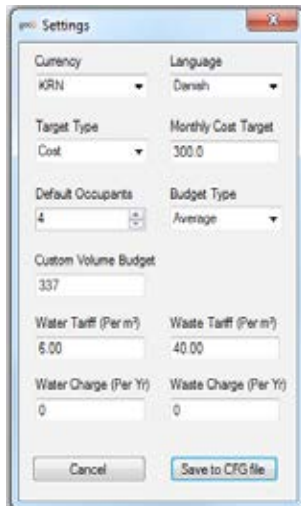 Settings
Currency Language
KRN Danish
Target Type Monthly Cost Target
Cost 300.0
Default Occupants Budget Type
4 Average
Custom Volume Budget
337
Water Tariff (Per m³) Waste Tariff (Per m³)
6.00 40.00
Water Charge (Per Yr) Waste Charge (Per Yr)
0 0
Cancel Save to CFG file